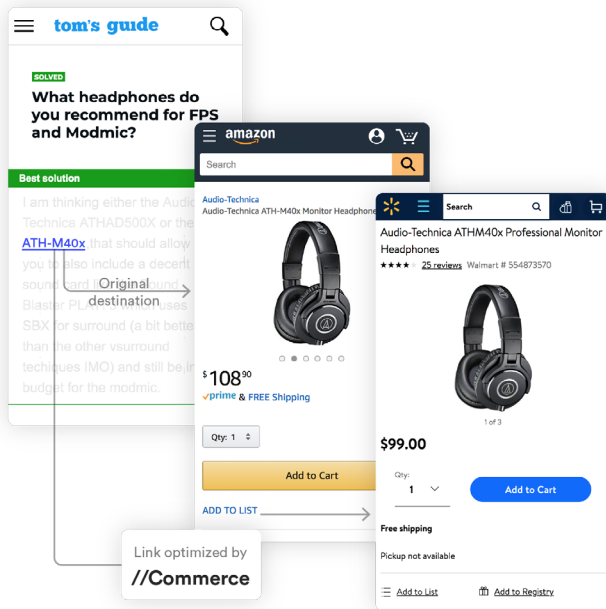 tom's guide
SOLVED
What headphones do
you recommend for FPS
and Modmic?
Best solution
I am thinking either the Audio
Technica ATHAD500X or the
ATH-M40x that should allow
you to also include a decent
sound card like
Blaster PLAY which uses
SBX for surround (a bit better
than the other vsurround
techiques IMO) and still be in
budget for the modmic.
Original
destination
amazon
Search
Audio-Technica
Audio-Technica ATH-M40x Monitor Headphone
$108.90
prime & FREE Shipping
Qty: 1
Add to Cart
ADD TO LIST
Search
Audio-Technica ATHM40x Professional Monitor
Headphones
25 reviews Walmart # 554873570
1 of 3
$99.00
Qty:
1
Add to Cart
Free shipping
Pickup not available
Add to List
Add to Registry
Link optimized by
//Commerce